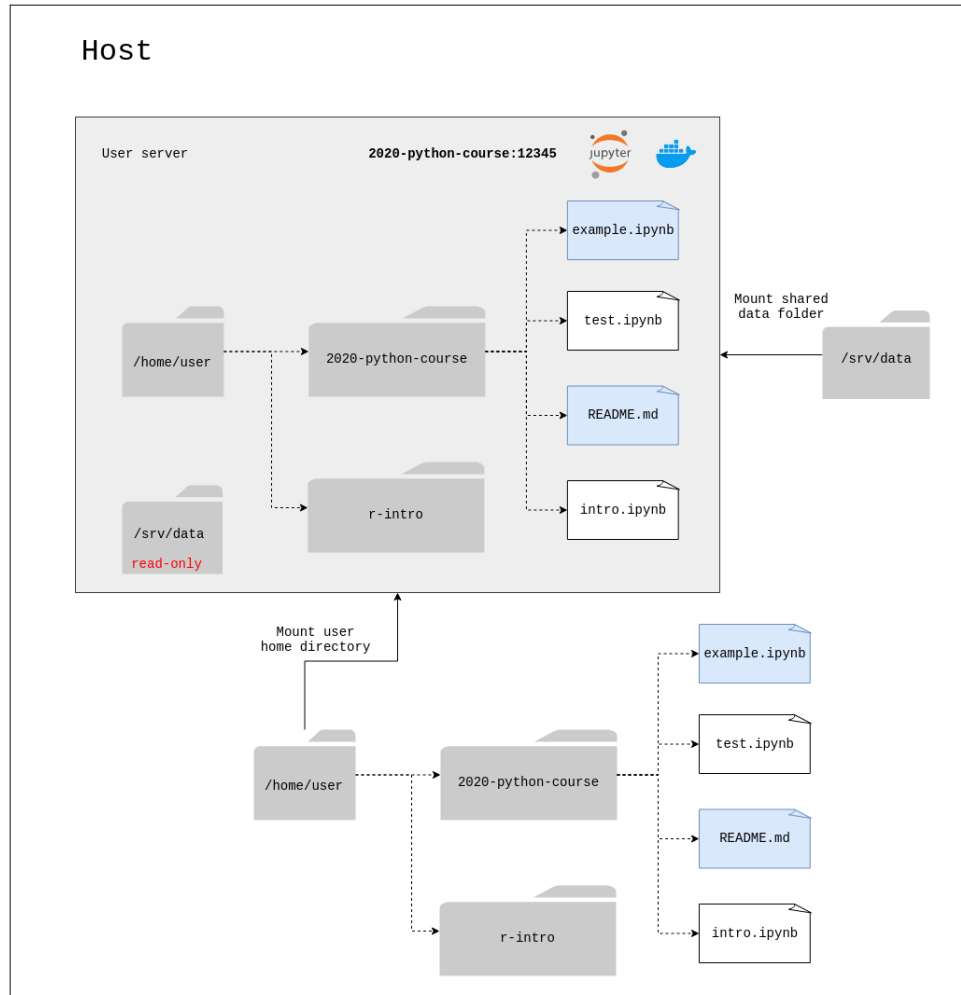 Host
User server
2020-python-course:12345
jupyter
example.ipynb
test.ipynb
/home/user
2020-python-course
README.md
r-intro
intro.ipynb
/srv/data
read-only
Mount shared
data folder
/srv/data
Mount user
home directory
example.ipynb
test.ipynb
/home/user
2020-python-course
README.md
r-intro
intro.ipynb